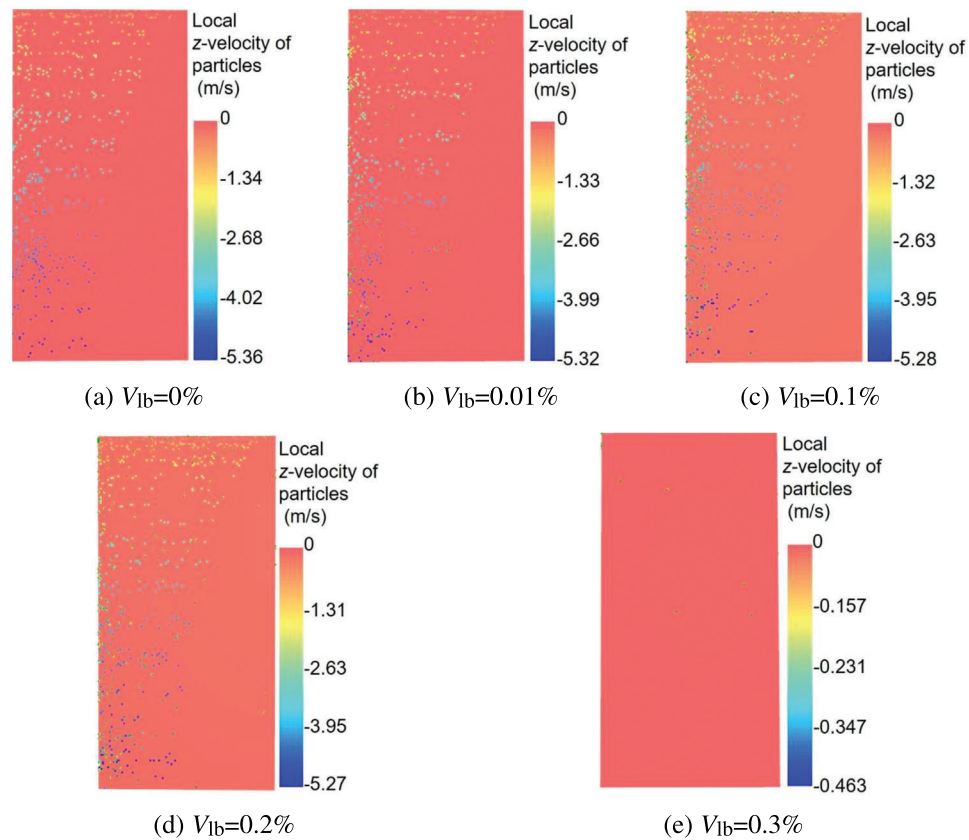 Local
z-velocity of
particles
(m/s)
0
-1.34
-2.68
-4.02
-5.36
(a) Vlb=0%
Local
z-velocity of
particles
(m/s)
0
-1.33
-2.66
-3.99
-5.32
(b) Vlb=0.01%
Local
z-velocity of
particles
(m/s)
0
-1.32
-2.63
-3.95
-5.28
(c) Vlb=0.1%
Local
z-velocity of
particles
(m/s)
0
-1.31
-2.63
-3.95
-5.27
(d) Vlb=0.2%
Local
z-velocity of
particles
(m/s)
0
-0.157
-0.231
-0.347
-0.463
(e) Vlb=0.3%